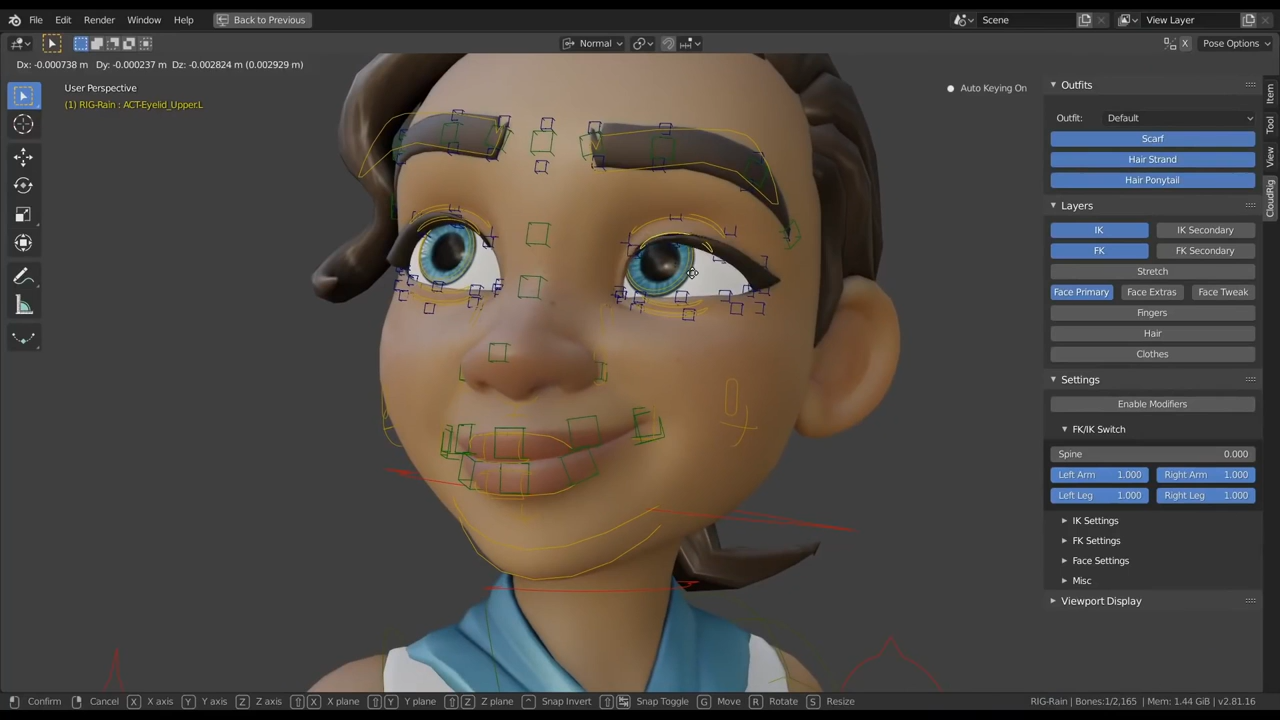 File Edit Render Window Help Back to Previous Scene View Layer
Normal X Pose Options
Dx: -0.000738 m Dy: -0.000237 m Dz: -0.002824 m (0.002929 m)
User Perspective
(1) RIG-Rain : ACT-Eyelid_Upper.L
Auto Keying On
Outfits
Outfit: Default
Scarf
Hair Strand
Hair Ponytail
Layers
IK IK Secondary
FK FK Secondary
Stretch
Face Primary Face Extras Face Tweak
Fingers
Hair
Clothes
Settings
Enable Modifiers
FK/IK Switch
Spine 0.000
Left Arm 1.000 Right Arm 1.000
Left Leg 1.000 Right Leg 1.000
IK Settings
FK Settings
Face Settings
Misc
Viewport Display
Item
Tool
View
CloudRig
Confirm Cancel X X axis Y Y axis Z Z axis X X plane Y Y plane Z Z plane ^ Snap Invert Snap Toggle G Move R Rotate S Resize RIG-Rain | Bones:1/2,165 | Mem: 1.44 GiB | v2.81.16